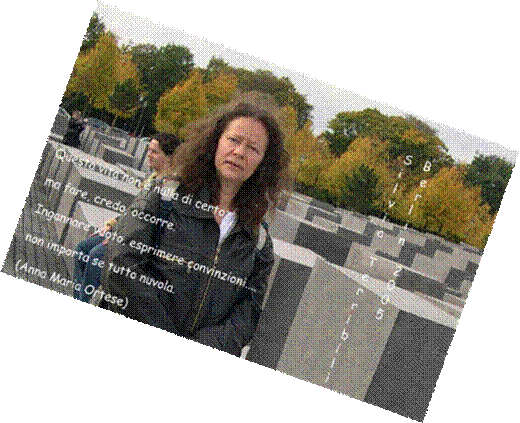 Questa vita non è nulla di certo,
ma fare, credo, occorre.
Ingannare vuoto, esprimere convinzioni...
non importa se tutto nuvola.
(Anna Maria Ortese)
Silvia Terribili
Berlin 2005